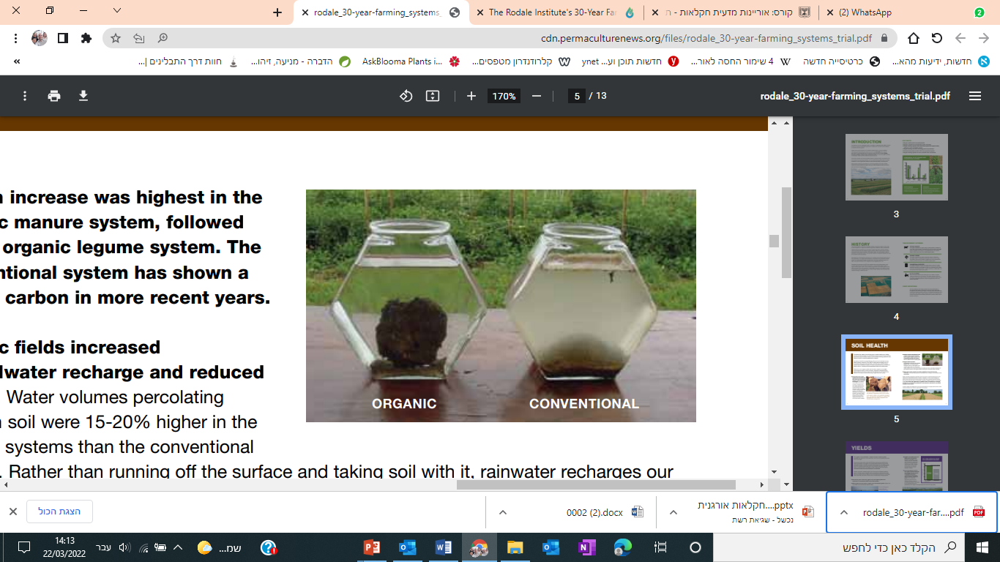 rodale_30-year-farming_systems_
The Rodale Institute's 30-Year Far
קורס: אוריינות מדעית חקלאות - ה
(2) WhatsApp
2
cdn.permaculturenews.org/files/rodale_30-year-farming_systems_trial.pdf
חוות דרך התבלינים |...
הדברה - מניעה, זיהו...
AskBlooma Plants i...
קלרודנדרון מטפסים...
ynet חדשות תוכן וע...
4 שימור החסה לאור...
כרטיסייה חדשה
חדשות, ידיעות מהא...
170%
5 / 13
rodale_30-year-farming_systems_trial.pdf
increase was highest in the
c manure system, followed
organic legume system. The
ntional system has shown a
carbon in more recent years.
c fields increased
dwater recharge and reduced
Water volumes percolating
soil were 15-20% higher in the
systems than the conventional
. Rather than running off the surface and taking soil with it, rainwater recharges our
ORGANIC
CONVENTIONAL
INTRODUCTION
3
HISTORY
4
SOIL HEALTH
5
YIELDS
הצגת הכול
0002 (2).docx
חקלאות אורגנית....pptx
נכשל - שגיאת רשת
rodale_30-year-far....pdf
PDF
14:13
22/03/2022
עבר
שמ...
הקלד כאן כדי לחפש